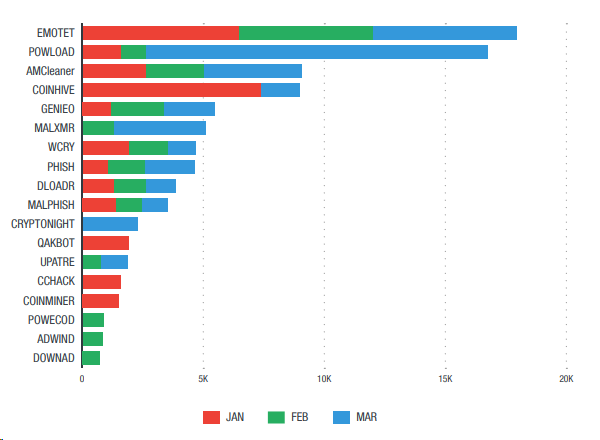 EMOTET
POWLOAD
AMCleaner
COINHIVE
GENIEO
MALXMR
WCRY
PHISH
DLOADR
MALPHISH
CRYPTONIGHT
QAKBOT
UPATRE
CCHACK
COINMINER
POWECOD
ADWIND
DOWNAD
0 5K 10K 15K 20K
JAN FEB MAR